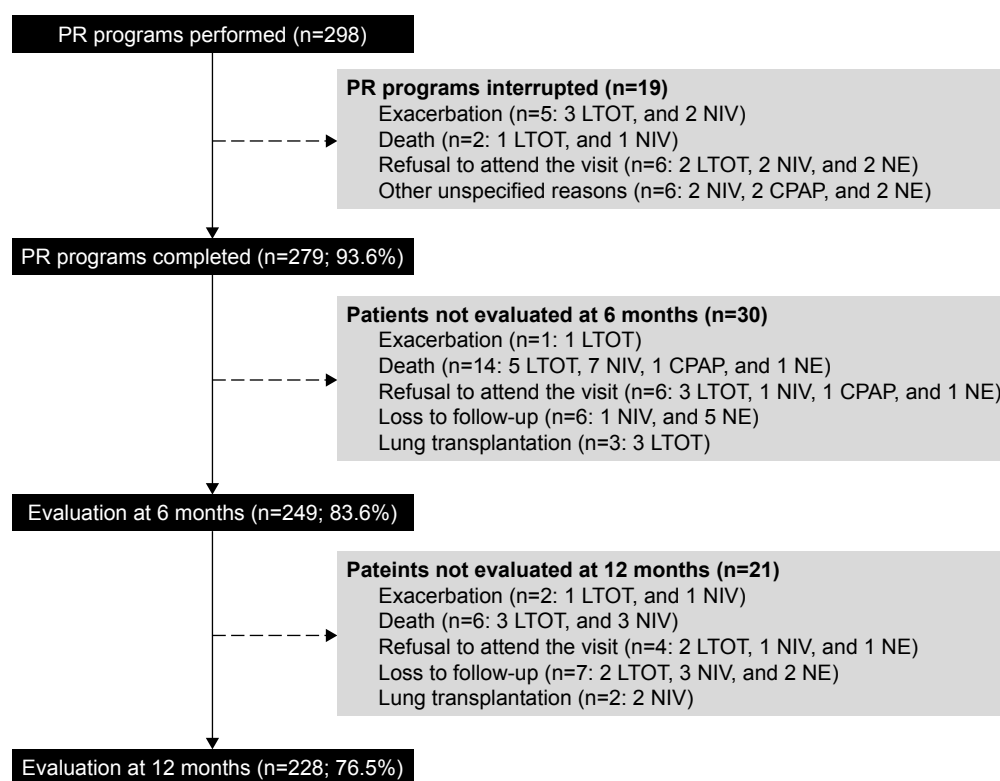 PR programs performed (n=298)
PR programs interrupted (n=19)
Exacerbation (n=5: 3 LTOT, and 2 NIV)
Death (n=2: 1 LTOT, and 1 NIV)
Refusal to attend the visit (n=6: 2 LTOT, 2 NIV, and 2 NE)
Other unspecified reasons (n=6: 2 NIV, 2 CPAP, and 2 NE)
PR programs completed (n=279; 93.6%)
Patients not evaluated at 6 months (n=30)
Exacerbation (n=1: 1 LTOT)
Death (n=14: 5 LTOT, 7 NIV, 1 CPAP, and 1 NE)
Refusal to attend the visit (n=6: 3 LTOT, 1 NIV, 1 CPAP, and 1 NE)
Loss to follow-up (n=6: 1 NIV, and 5 NE)
Lung transplantation (n=3: 3 LTOT)
Evaluation at 6 months (n=249; 83.6%)
Pateints not evaluated at 12 months (n=21)
Exacerbation (n=2: 1 LTOT, and 1 NIV)
Death (n=6: 3 LTOT, and 3 NIV)
Refusal to attend the visit (n=4: 2 LTOT, 1 NIV, and 1 NE)
Loss to follow-up (n=7: 2 LTOT, 3 NIV, and 2 NE)
Lung transplantation (n=2: 2 NIV)
Evaluation at 12 months (n=228; 76.5%)